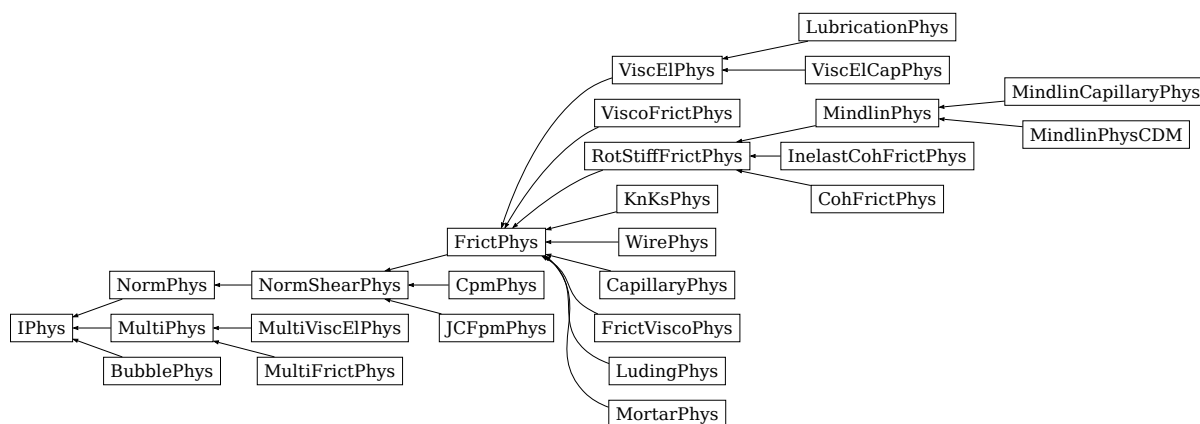 LubricationPhys
ViscElPhys
ViscElCapPhys
MindlinCapillaryPhys
ViscoFrictPhys
MindlinPhys
MindlinPhysCDM
RotStiffFrictPhys
InelastCohFrictPhys
KnKsPhys
CohFrictPhys
FrictPhys
WirePhys
NormPhys
NormShearPhys
CpmPhys
CapillaryPhys
IPhys
MultiPhys
MultiViscElPhys
JCFpmPhys
FrictViscoPhys
BubblePhys
MultiFrictPhys
LudingPhys
MortarPhys